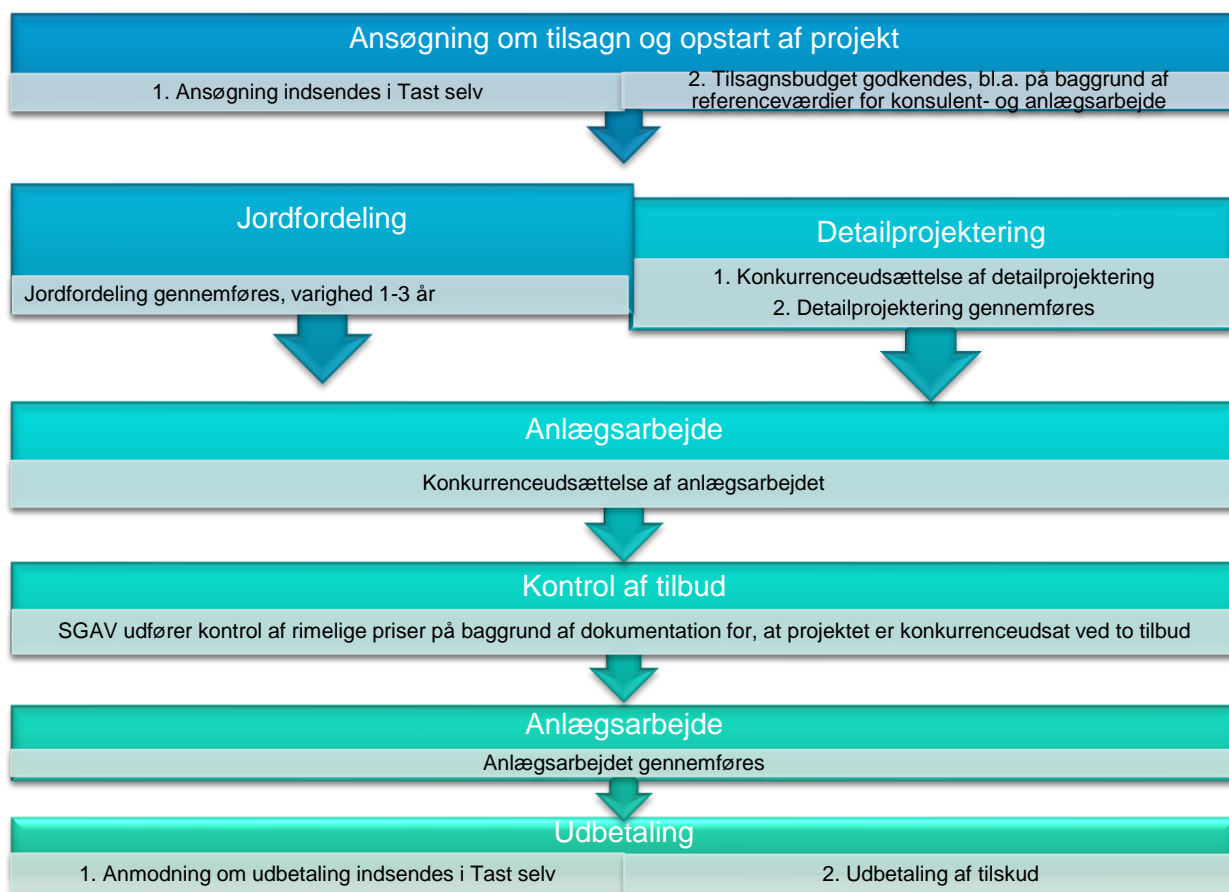 Ansøgning om tilsagn og opstart af projekt
1. Ansøgning indsendes i Tast selv
2. Tilsagnsbudget godkendes, bl.a. på baggrund af
referenceværdier for konsulent- og anlægsarbejde
Jordfordeling
Jordfordeling gennemføres, varighed 1-3 år
Detailprojektering
1. Konkurrenceudsættelse af detailprojektering
2. Detailprojektering gennemføres
Anlægsarbejde
Konkurrenceudsættelse af anlægsarbejdet
Kontrol af tilbud
SGAV udfører kontrol af rimelige priser på baggrund af dokumentation for, at projektet er konkurrenceudsat ved to tilbud
Anlægsarbejde
Anlægsarbejdet gennemføres
Udbetaling
1. Anmodning om udbetaling indsendes i Tast selv
2. Udbetaling af tilskud